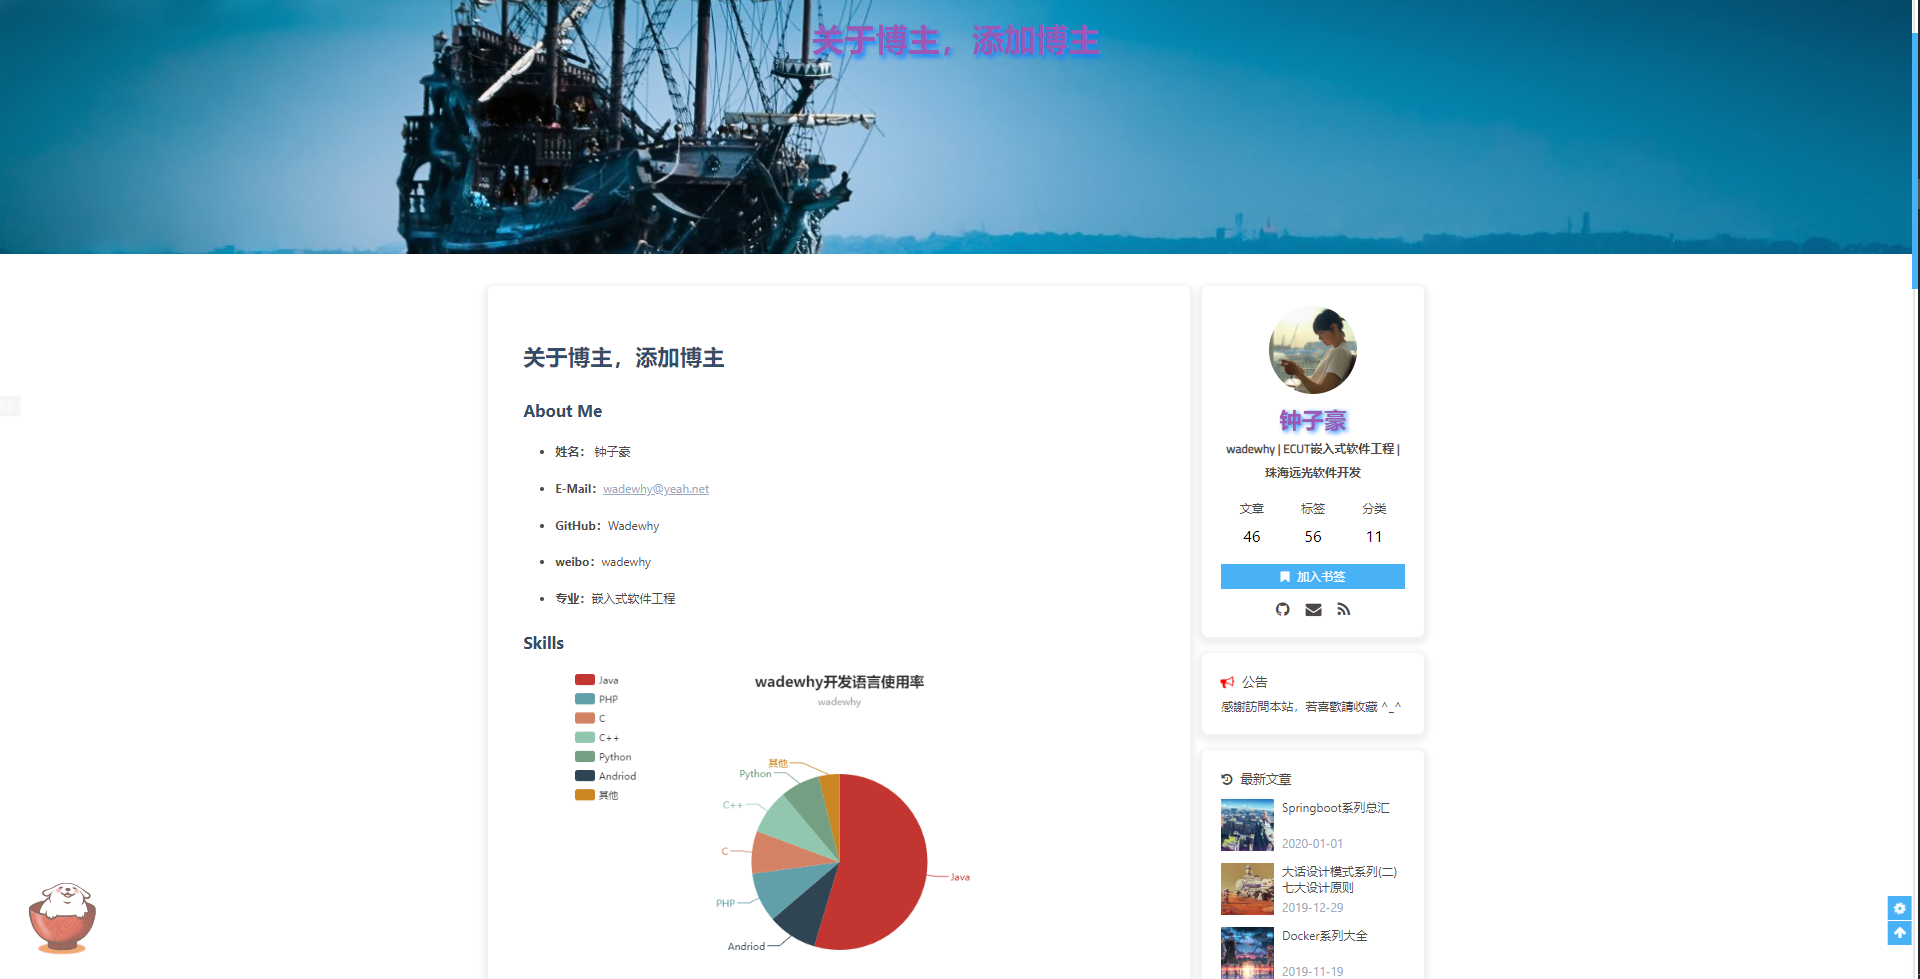 关于博主，添加博主
关于博主，添加博主
About Me
姓名： 钟子豪
E-Mail：wadewhy@yeah.net
GitHub：Wadewhy
weibo：wadewhy
专业：嵌入式软件工程
Skills
Java
PHP
C
C++
Python
Andriod
其他
wadewhy开发语言使用率
wadewhy
其他
Python
C++
C
PHP
Andriod
Java
钟子豪
wadewhy | ECUT嵌入式软件工程 |
珠海远光软件开发
文章 标签 分类
46 56 11
加入书签
公告
感謝訪問本站，若喜歡請收藏 ^_^
最新文章
Springboot系列总汇
2020-01-01
大话设计模式系列(二)
七大设计原则
2019-12-29
Docker系列大全
2019-11-19